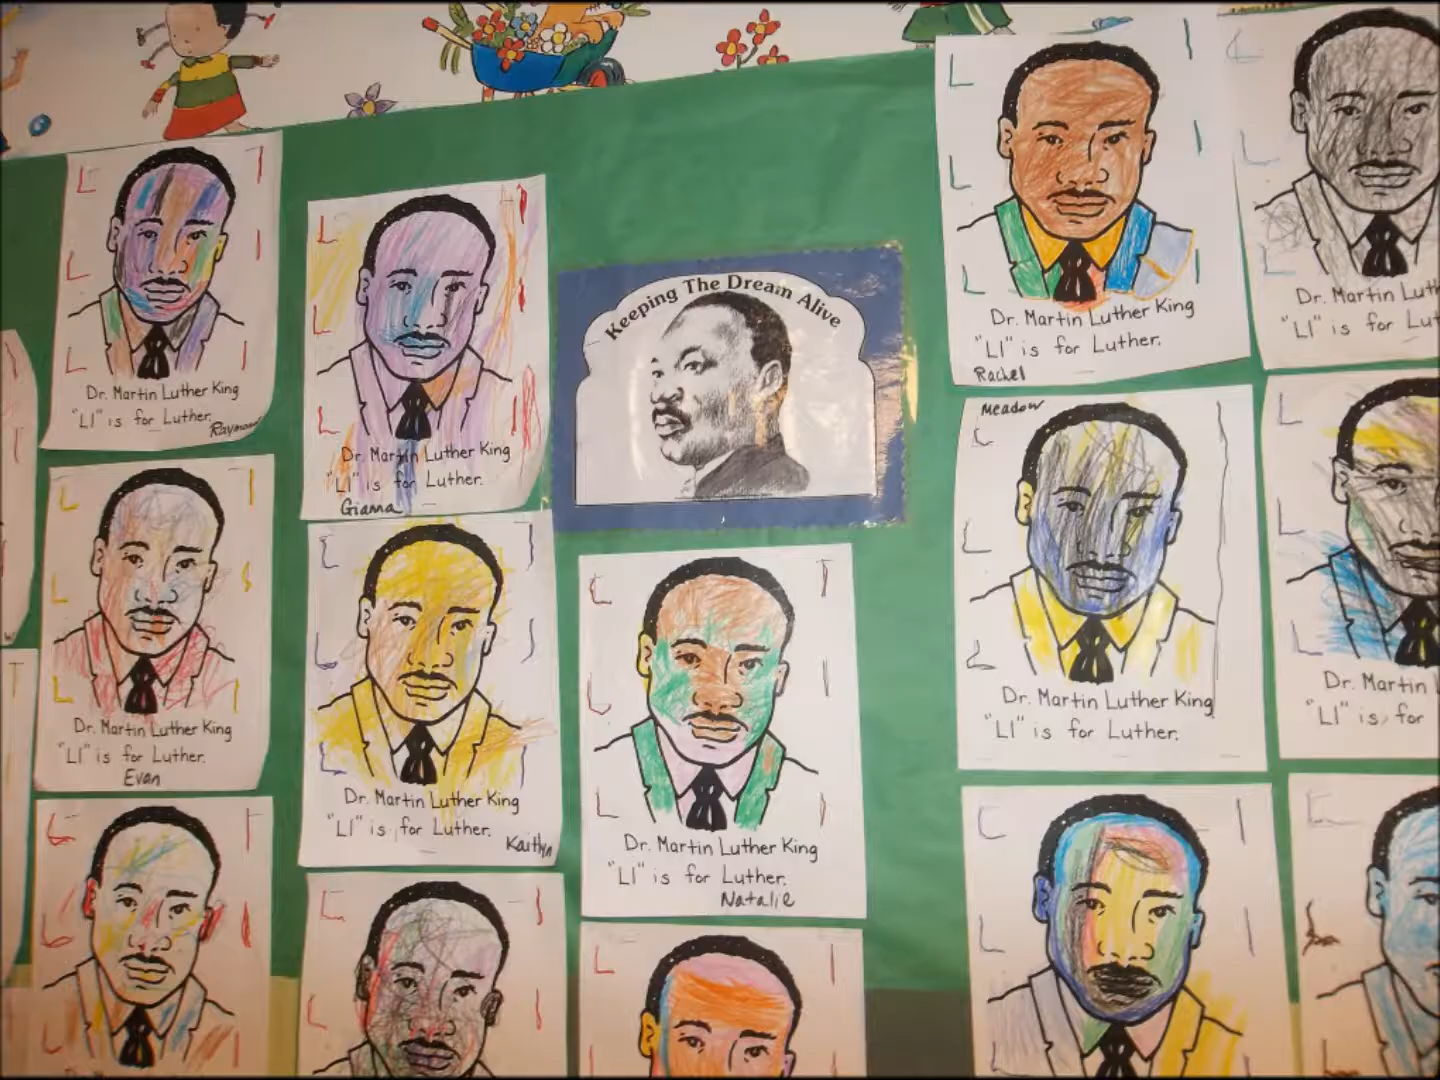 Keeping The Dream Alive
Dr. Martin Luther King
"Ll" is for Luther.
Raymond
Dr. Martin Luther King
"Ll" is for Luther.
Gianna
Dr. Martin Luther King
"Ll" is for Luther.
Rachel
Dr. Martin Luth
"Ll" is for Lut
Dr. Martin Luther King
"Ll" is for Luther.
Evan
Dr. Martin Luther King
"Ll" is for Luther.
Kaitlyn
Dr. Martin Luther King
"Ll" is for Luther.
Natalie
Meadow
Dr. Martin Luther King
"Ll" is for Luther.
Dr. Martin
"Ll" is for